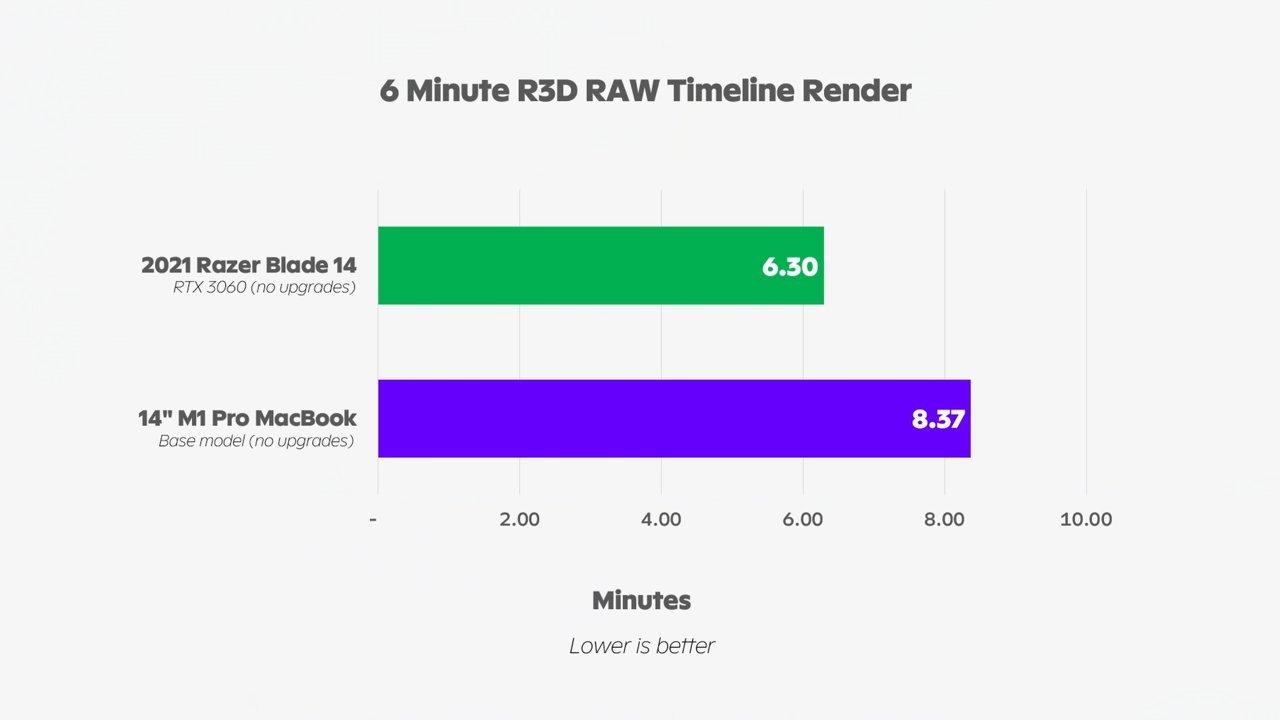 6 Minute R3D RAW Timeline Render
2021 Razer Blade 14
RTX 3060 (no upgrades)
6.30
14" M1 Pro MacBook
Base model (no upgrades)
8.37
- 2.00 4.00 6.00 8.00 10.00
Minutes
Lower is better